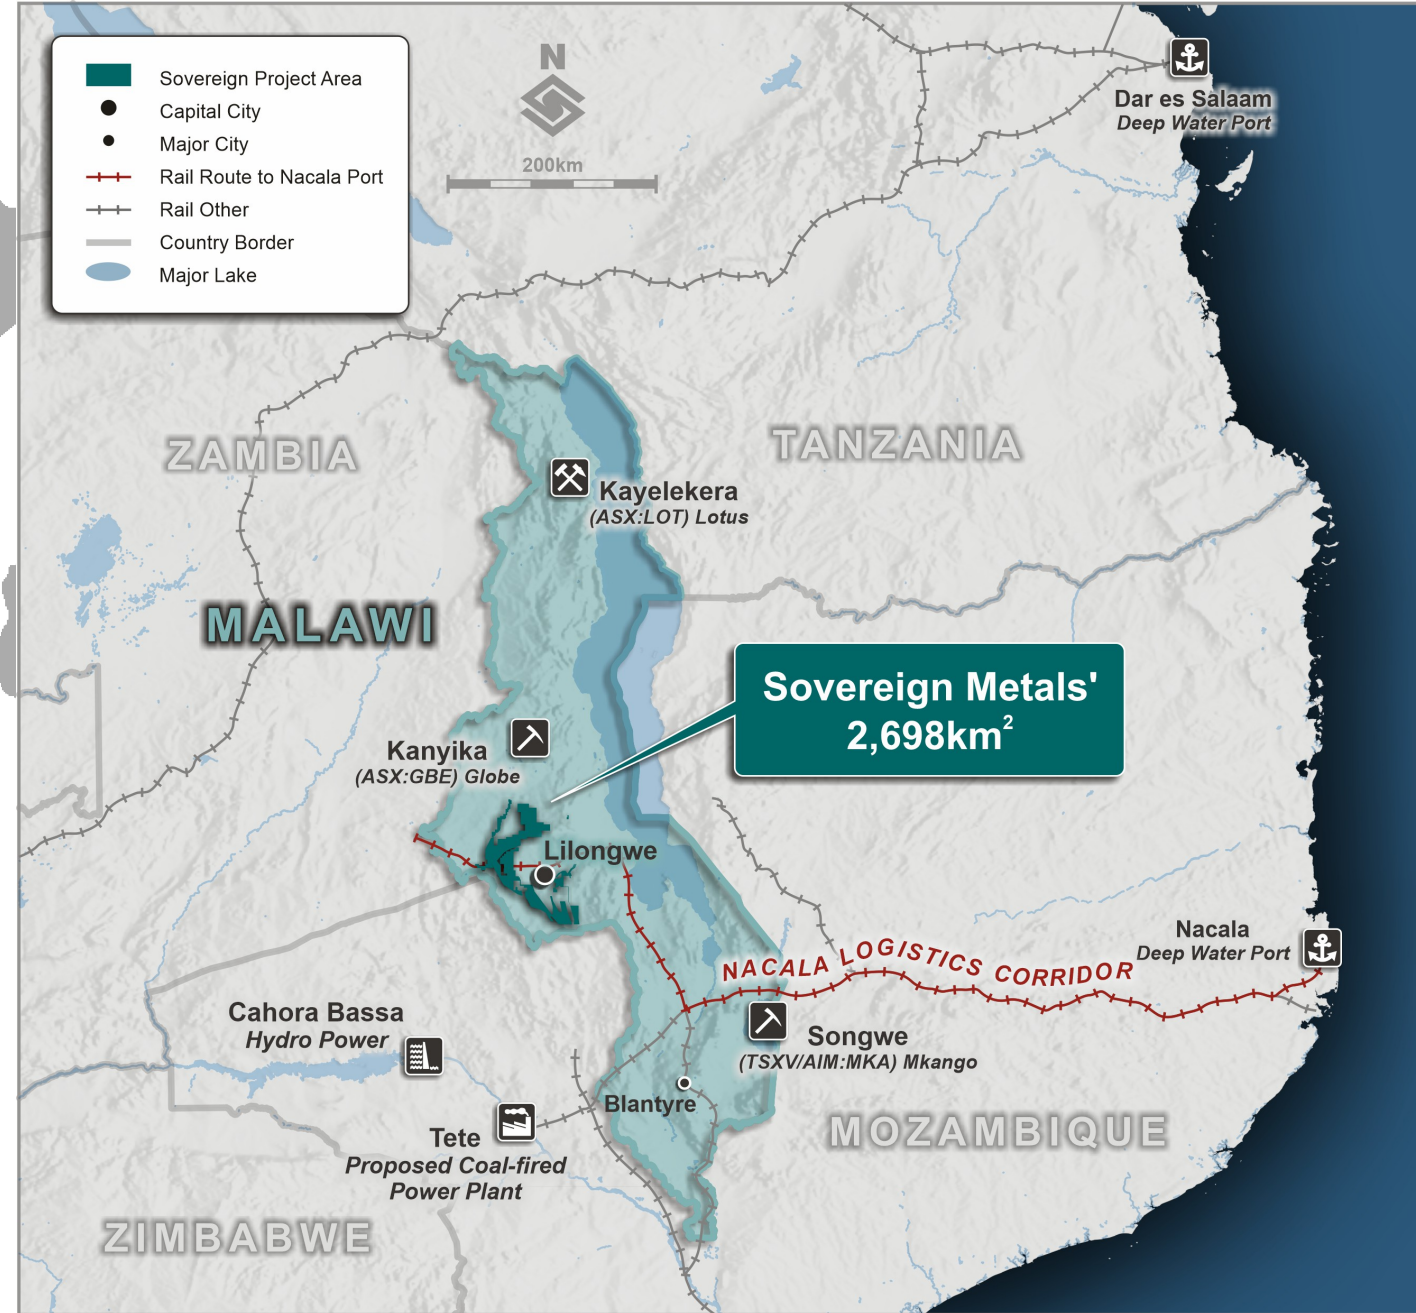 N
200km
Sovereign Project Area
Capital City
Major City
Rail Route to Nacala Port
Rail Other
Country Border
Major Lake
Dar es Salaam
Deep Water Port
ZAMBIA
TANZANIA
Kayelekera
(ASX:LOT) Lotus
MALAWI
Sovereign Metals'
2,698km²
Kanyika
(ASX:GBE) Globe
Lilongwe
NACALA LOGISTICS CORRIDOR
Nacala
Deep Water Port
Cahora Bassa
Hydro Power
Songwe
(TSXV/AIM:MKA) Mkango
Blantyre
MOZAMBIQUE
Tete
Proposed Coal-fired
Power Plant
ZIMBABWE